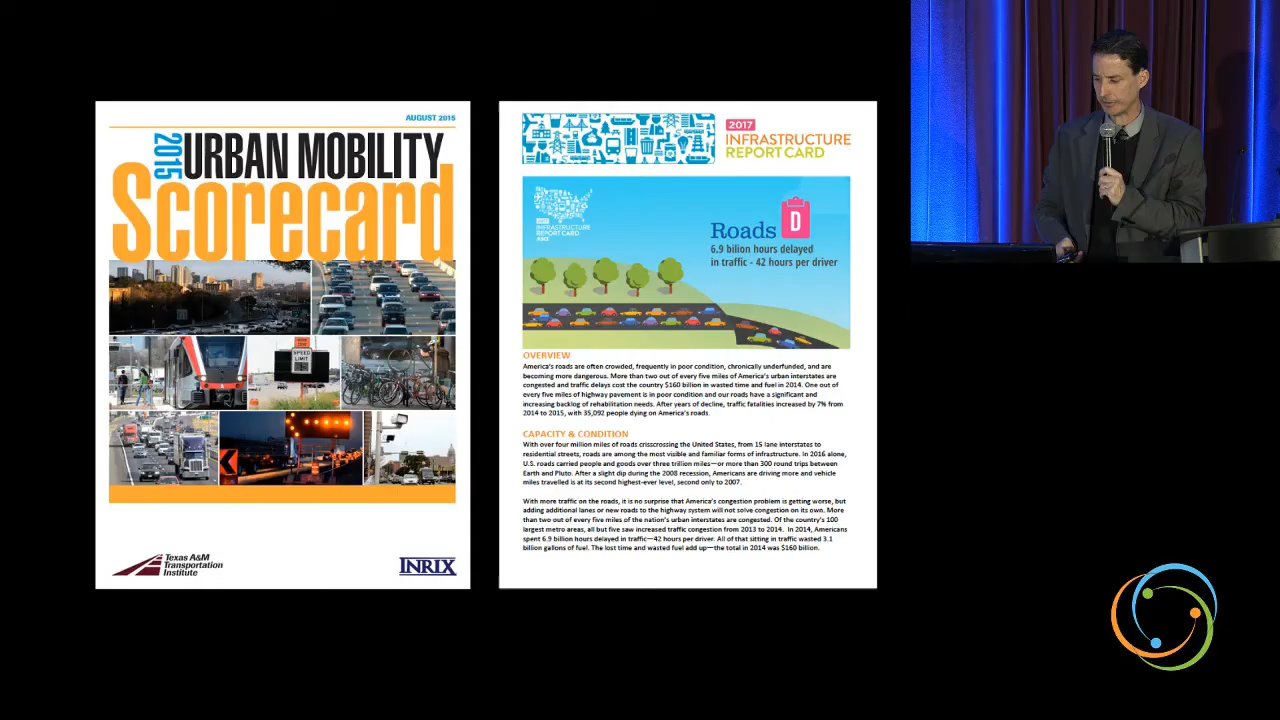 AUGUST 2015
2015 URBAN MOBILITY
Scorecard
SPEED
LIMIT
Texas A&M
Transportation
Institute
INRIX
2017
INFRASTRUCTURE
REPORT CARD
2017
INFRASTRUCTURE
REPORT CARD
ASCE
Roads D
6.9 bilion hours delayed
in traffic - 42 hours per driver
OVERVIEW
America's roads are often crowded, frequently in poor condition, chronically underfunded, and are
becoming more dangerous. More than two out of every five miles of America's urban interstates are
congested and traffic delays cost the country $160 billion in wasted time and fuel in 2014. One out of
every five miles of highway pavement is in poor condition and our roads have a significant and
increasing backlog of rehabilitation needs. After years of decline, traffic fatalities increased by 7% from
2014 to 2015, with 35,092 people dying on America's roads.
CAPACITY & CONDITION
With over four million miles of roads crisscrossing the United States, from 15 lane interstates to
residential streets, roads are among the most visible and familiar forms of infrastructure. In 2016 alone,
U.S. roads carried people and goods over three trillion miles—or more than 300 round trips between
Earth and Pluto. After a slight dip during the 2008 recession, Americans are driving more and vehicle
miles travelled is at its second highest-ever level, second only to 2007.
With more traffic on the roads, it is no surprise that America's congestion problem is getting worse, but
adding additional lanes or new roads to the highway system will not solve congestion on its own. More
than two out of every five miles of the nation's urban interstates are congested. Of the country's 100
largest metro areas, all but five saw increased traffic congestion from 2013 to 2014. In 2014, Americans
spent 6.9 billion hours delayed in traffic—42 hours per driver. All of that sitting in traffic wasted 3.1
billion gallons of fuel. The lost time and wasted fuel add up—the total in 2014 was $160 billion.